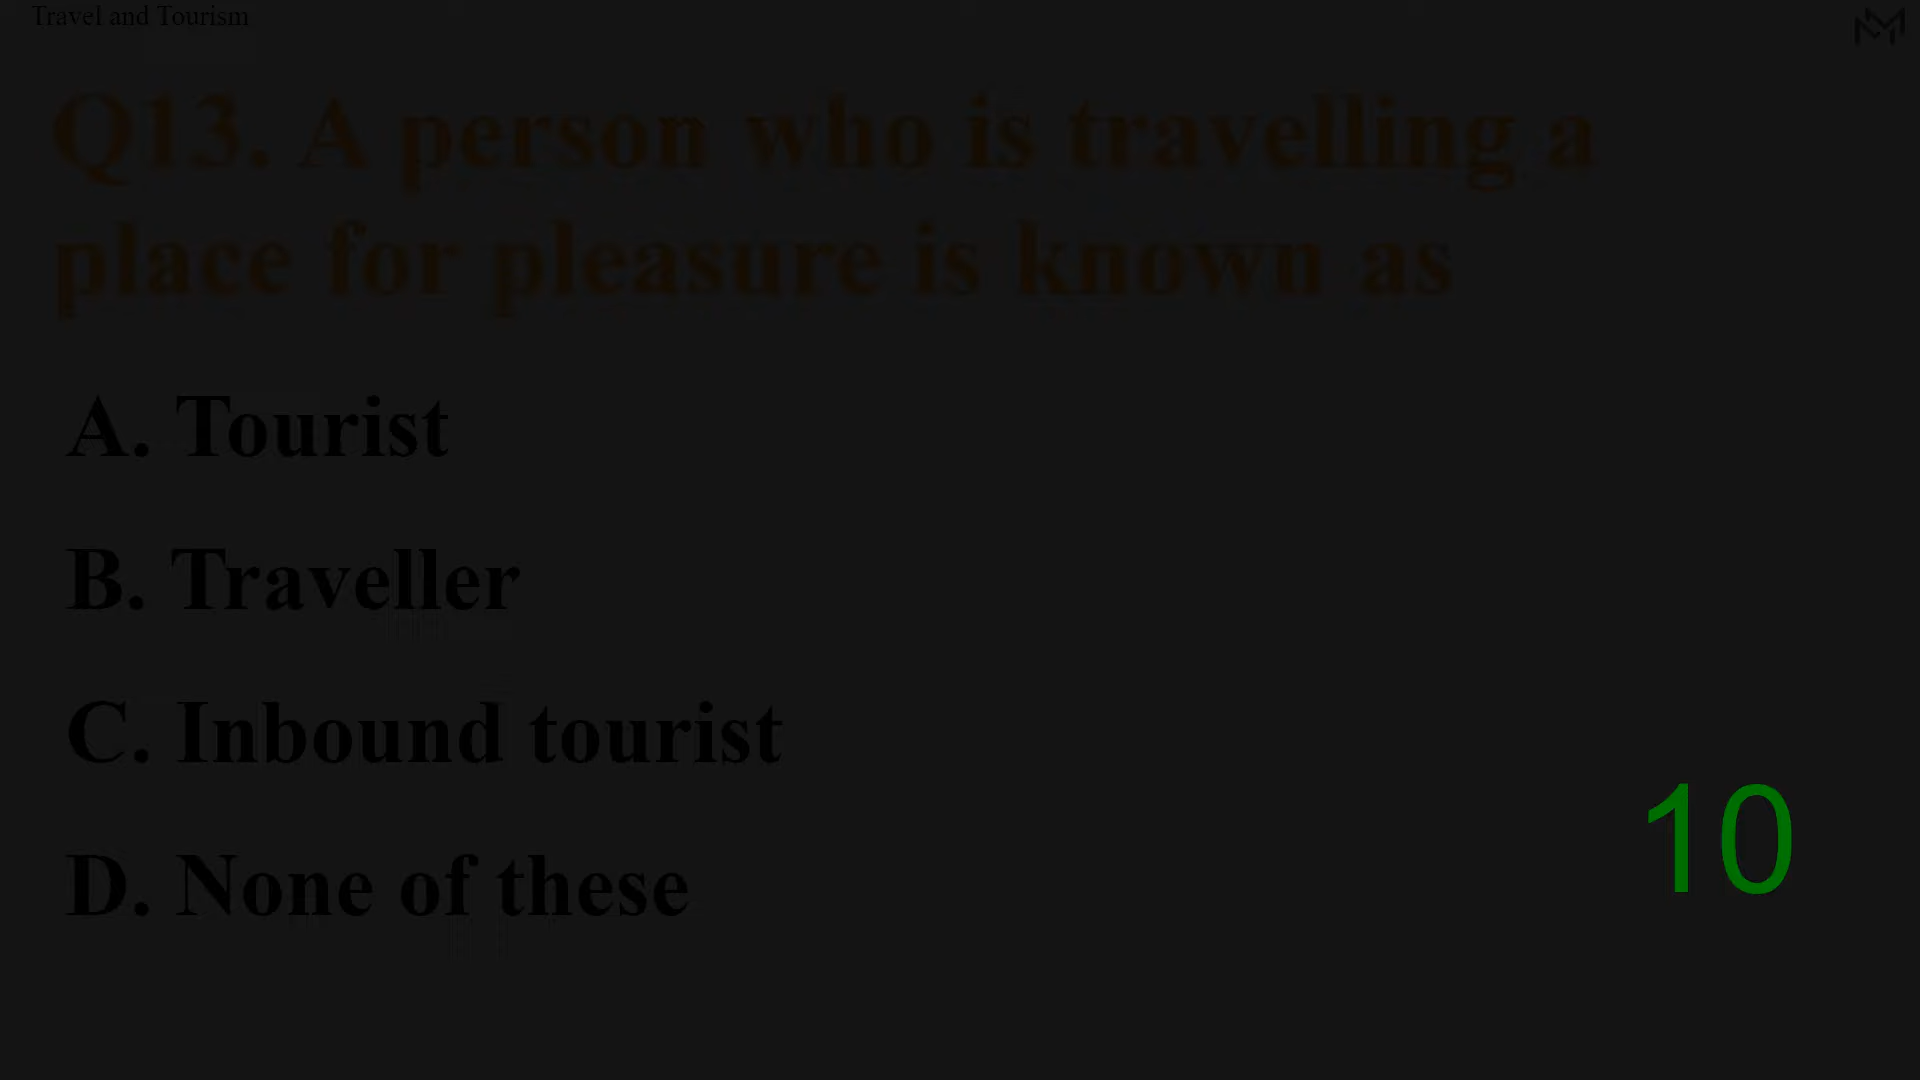 Travel and Tourism
Q13. A person who is travelling a
place for pleasure is known as
A. Tourist
B. Traveller
C. Inbound tourist
D. None of these
10